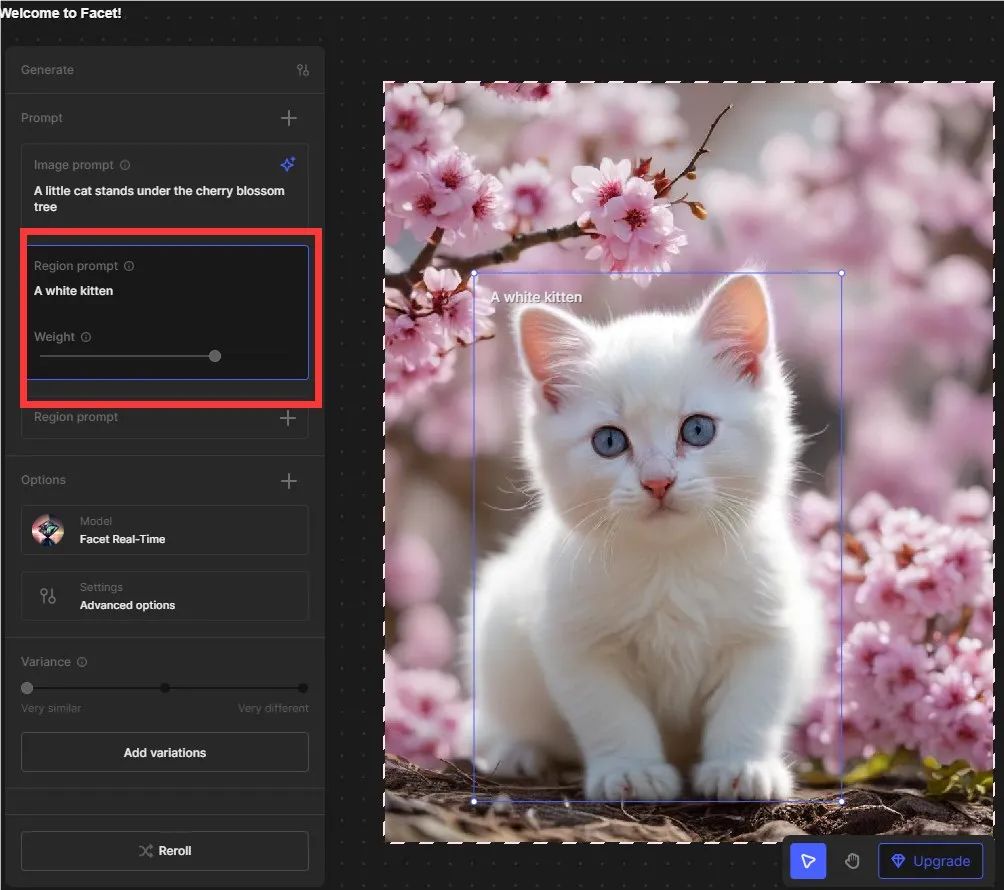 Welcome to Facet!
Generate
Prompt
Image prompt
A little cat stands under the cherry blossom
tree
Region prompt
A white kitten
Weight
Region prompt
Options
Model
Facet Real-Time
Settings
Advanced options
Variance
Very similar
Very different
Add variations
Reroll
A white kitten
Upgrade